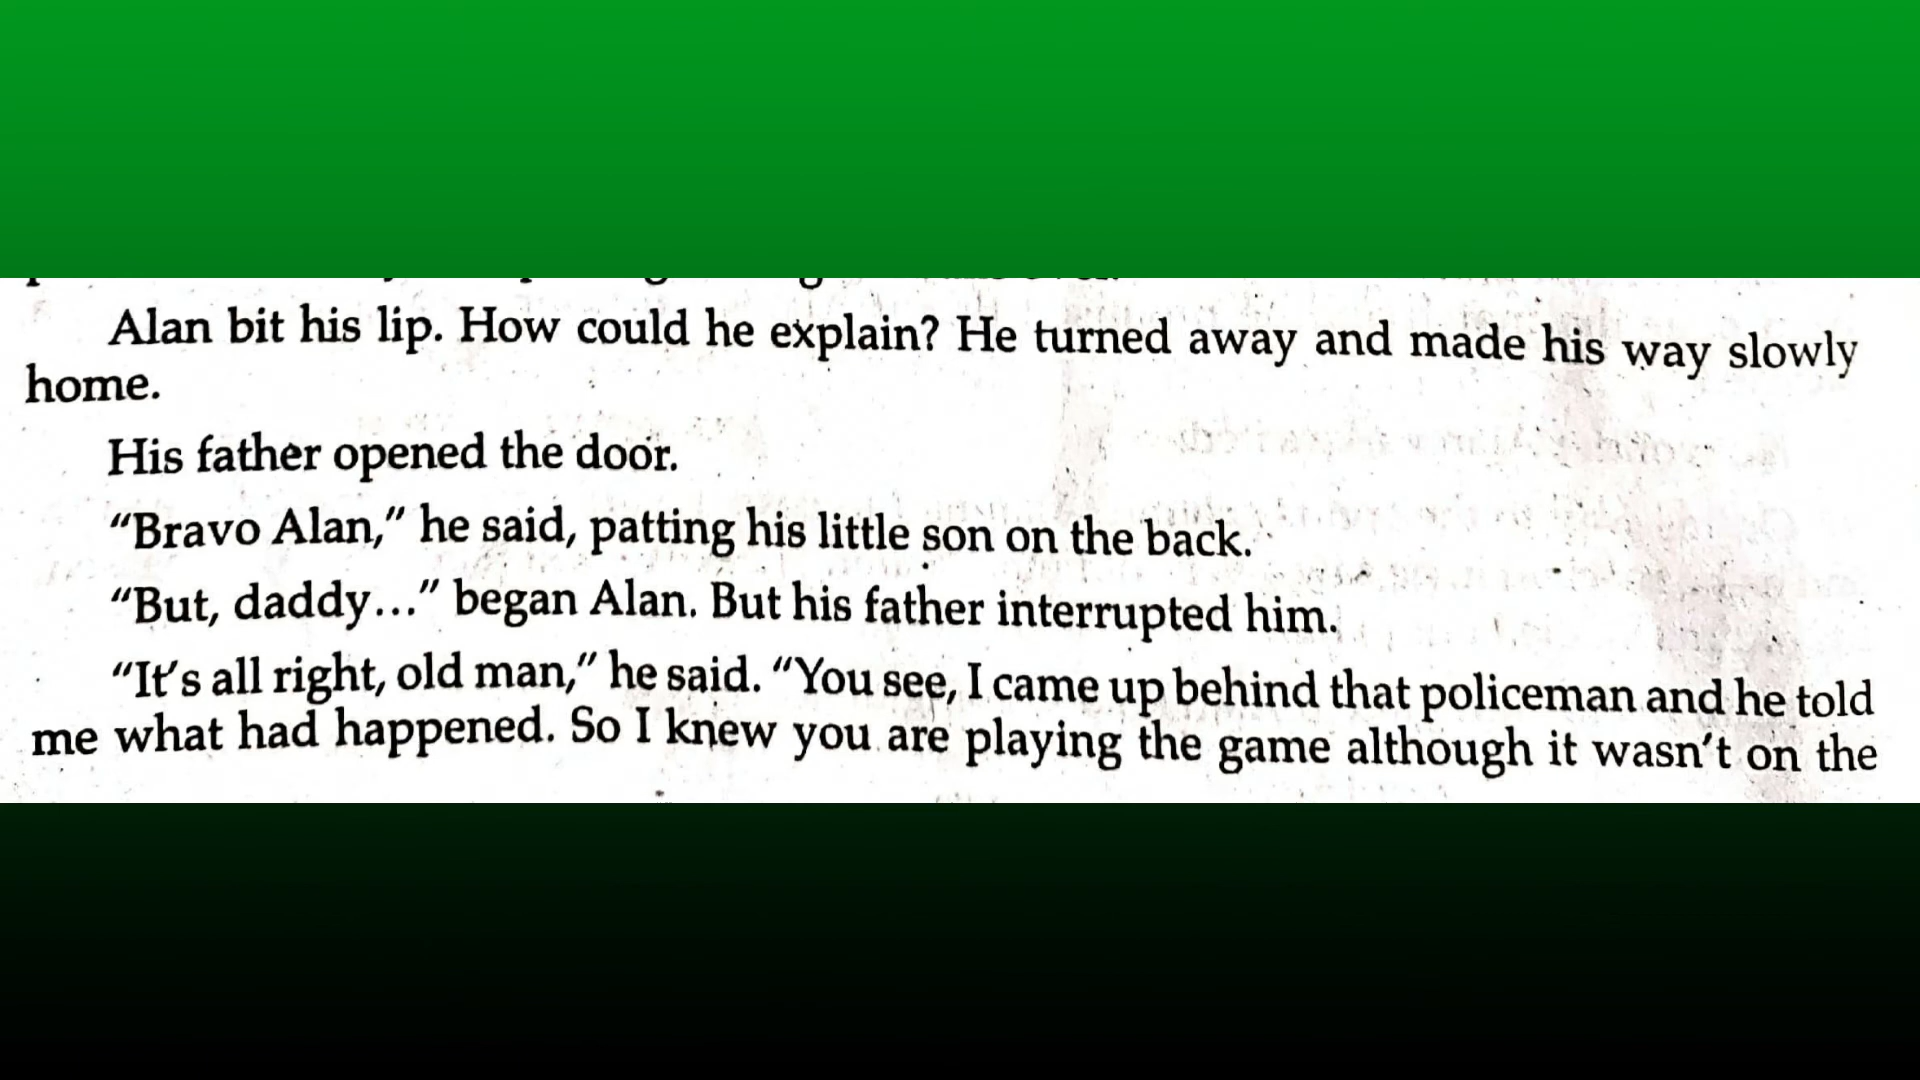 Alan bit his lip. How could he explain? He turned away and made his way slowly
home.
His father opened the door.
“Bravo Alan,” he said, patting his little son on the back.
“But, daddy...” began Alan. But his father interrupted him.
“It's all right, old man,” he said. “You see, I came up behind that policeman and he told
me what had happened. So I knew you are playing the game although it wasn't on the